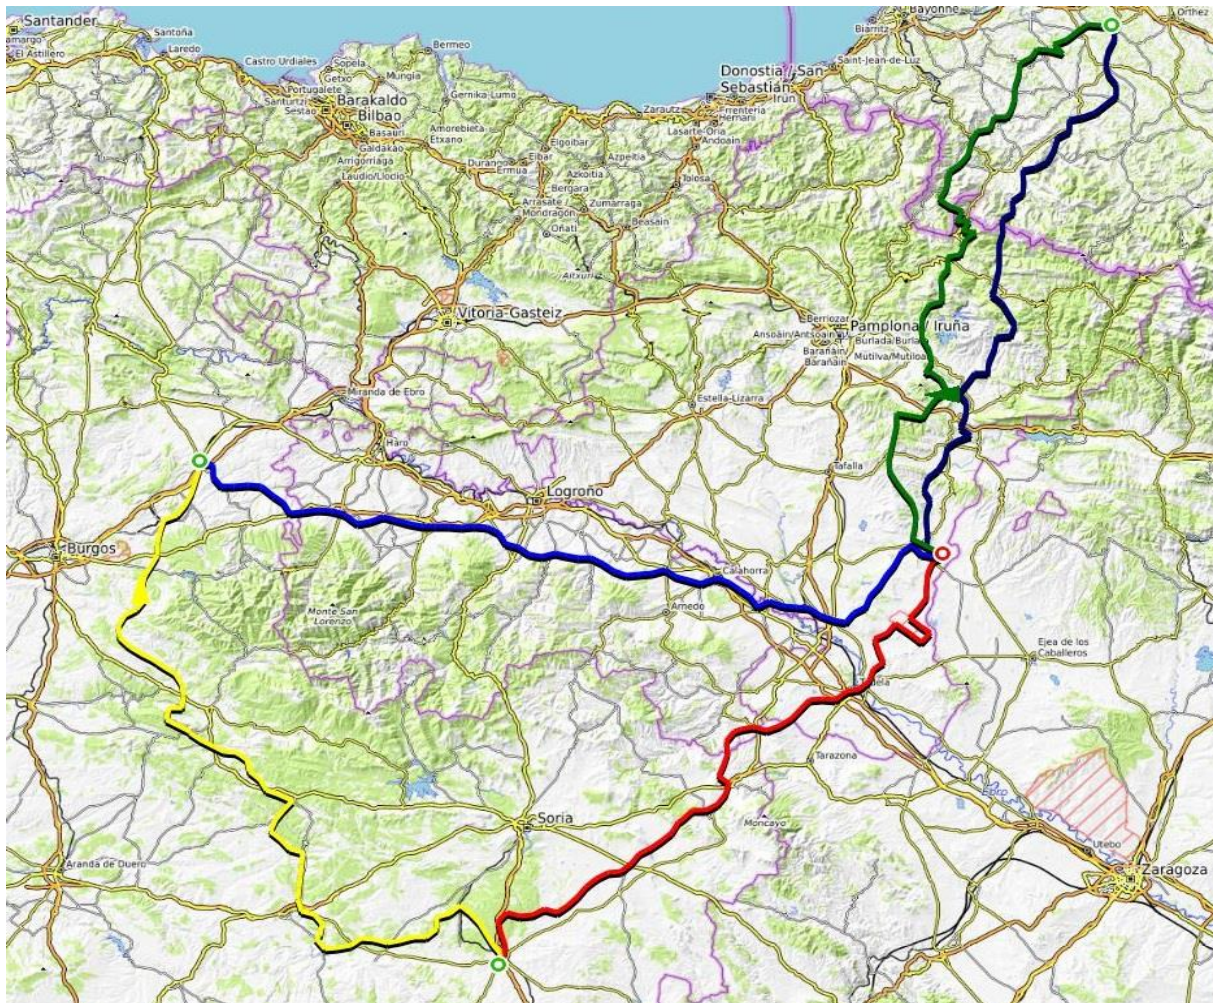 Santander
Santoña
Laredo
El Astillero
Castro Urdiales
Bermeo
Sopela
Getxo
Mungia
Portugalete
Gernika-Lumo
Santurtzi
Barakaldo
Sestao
Bilbao
Basauri
Galdakao
Amorebieta
Etxano
Arrigorriaga
Laudio/Llodio
Durango
Ermua
Eibar
Elgoibar
Azpeitia
Azkoitia
Bergara
Zumarraga
Arrasate /
Mondragón
Oñati
Beasain
Tolosa
Zarautz
Lasarte-Oria
Andoain
Hernani
Errenteria
Irun
Donostia / San
Sebastián
Saint-Jean-de-Luz
Biarritz
Bayonne
Orthez
Aitxuri
Vitoria-Gasteiz
Miranda de Ebro
Haro
Berriozar
Pamplona / Iruña
Ansoáin/Antsoain
Burlada/Burla
Barañáin/
Barañain
Mutilva/Mutiloa
Estella-Lizarra
Tafalla
Logroño
Burgos
Calahorra
Arnedo
Monte San
Lorenzo
Ejea de los
Caballeros
Tarazona
Moncayo
Ebro
Utebo
Zaragoza
Soria
Aranda de Duero